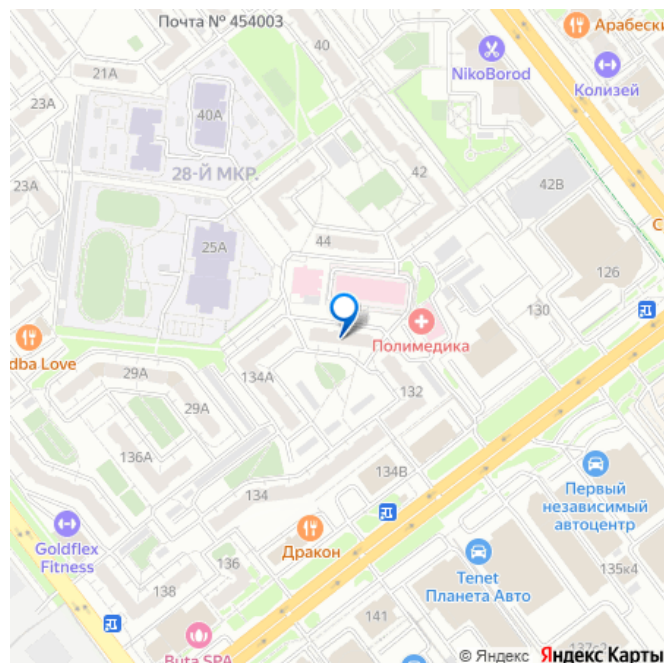 Почта № 454003
Арабески
40
NikoBorod
21А
Колизей
23А
40А
28-Й МКР.
42
42В
23А
44
25А
126
130
Полимедика
dba Love
29А
134А
132
29А
136А
134В
134
Первый
независимый
автоцентр
Goldflex
Fitness
Дракон
136
Tenet
Планета Авто
135к4
138
141
137с2
Buta SPA
© Яндекс Яндекс Карты